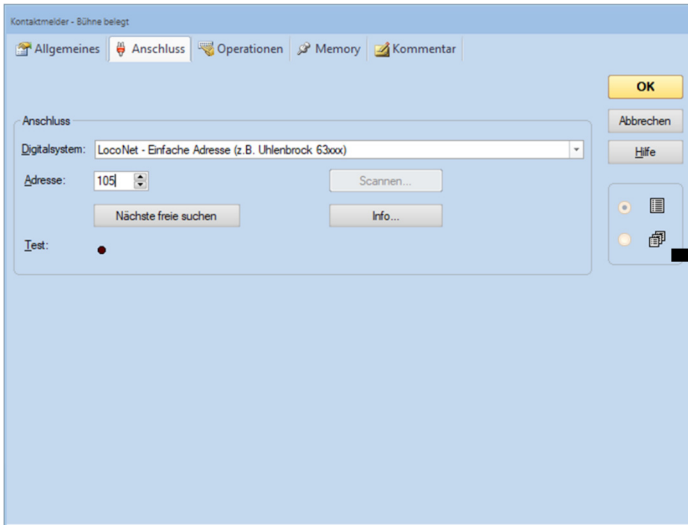 Kontaktmelder - Bühne belegt
Allgemeines Anschluss Operationen Memory Kommentar
OK
Abbrechen
Hilfe
Anschluss
Digitalsystem: LocoNet - Einfache Adresse (z.B. Uhlenbrock 63xxx)
Adresse: 105 Scannen...
Nächste freie suchen Info...
Test: